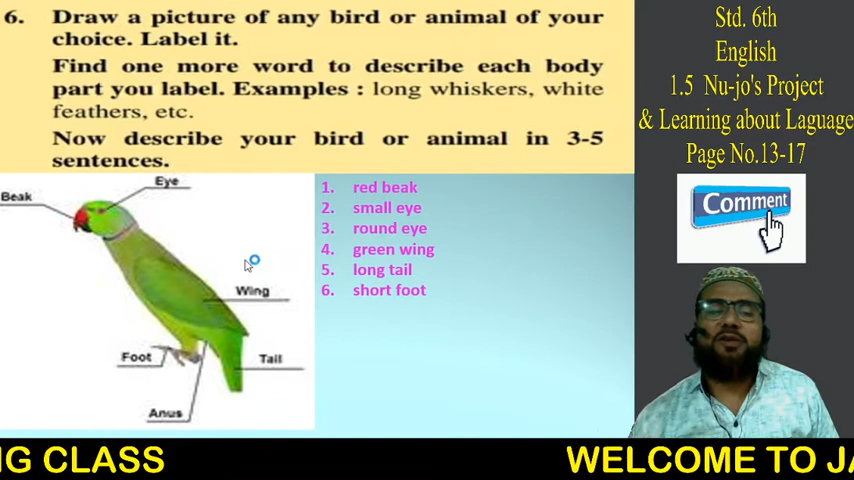 6. Draw a picture of any bird or animal of your
choice. Label it.
Find one more word to describe each body
part you label. Examples : long whiskers, white
feathers, etc.
Now describe your bird or animal in 3-5
sentences.
Eye
Beak
Wing
Foot
Tail
Anus
1. red beak
2. small eye
3. round eye
4. green wing
5. long tail
6. short foot
Std. 6th
English
1.5 Nu-jo's Project
& Learning about Laguage
Page No.13-17
Comment
NG CLASS WELCOME TO JA